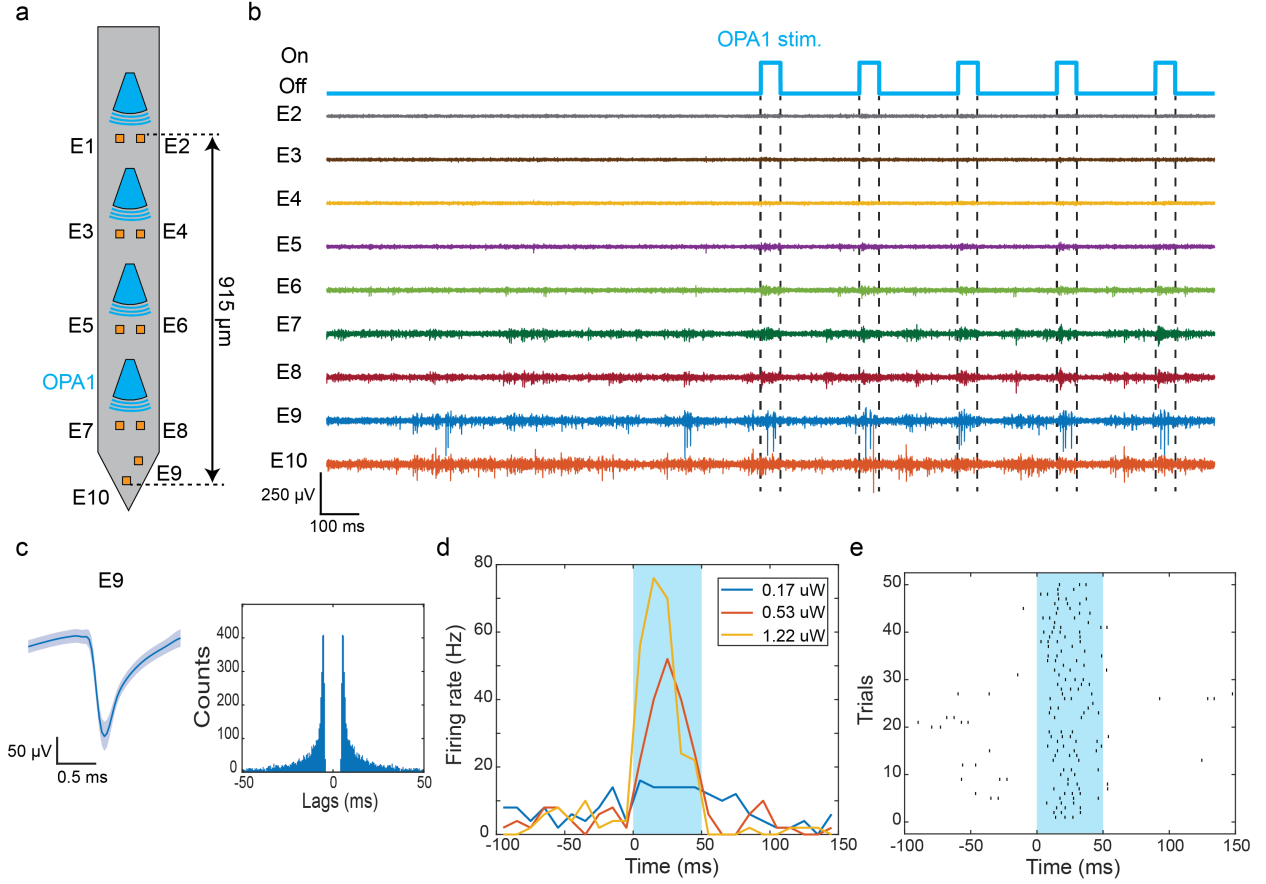 a
E1
E2
E3
E4
E5
E6
OPA1
E7
E8
E9
E10
915 µm
b
OPA1 stim.
On
Off
E2
E3
E4
E5
E6
E7
E8
E9
E10
250 µV
100 ms
c
E9
50 µV
0.5 ms
Counts
400
300
200
100
0
-50
0
50
Lags (ms)
d
Firing rate (Hz)
80
60
40
20
0
0.17 uW
0.53 uW
1.22 uW
-100
-50
0
50
100
150
Time (ms)
e
Trials
50
40
30
20
10
0
-100
-50
0
50
100
150
Time (ms)